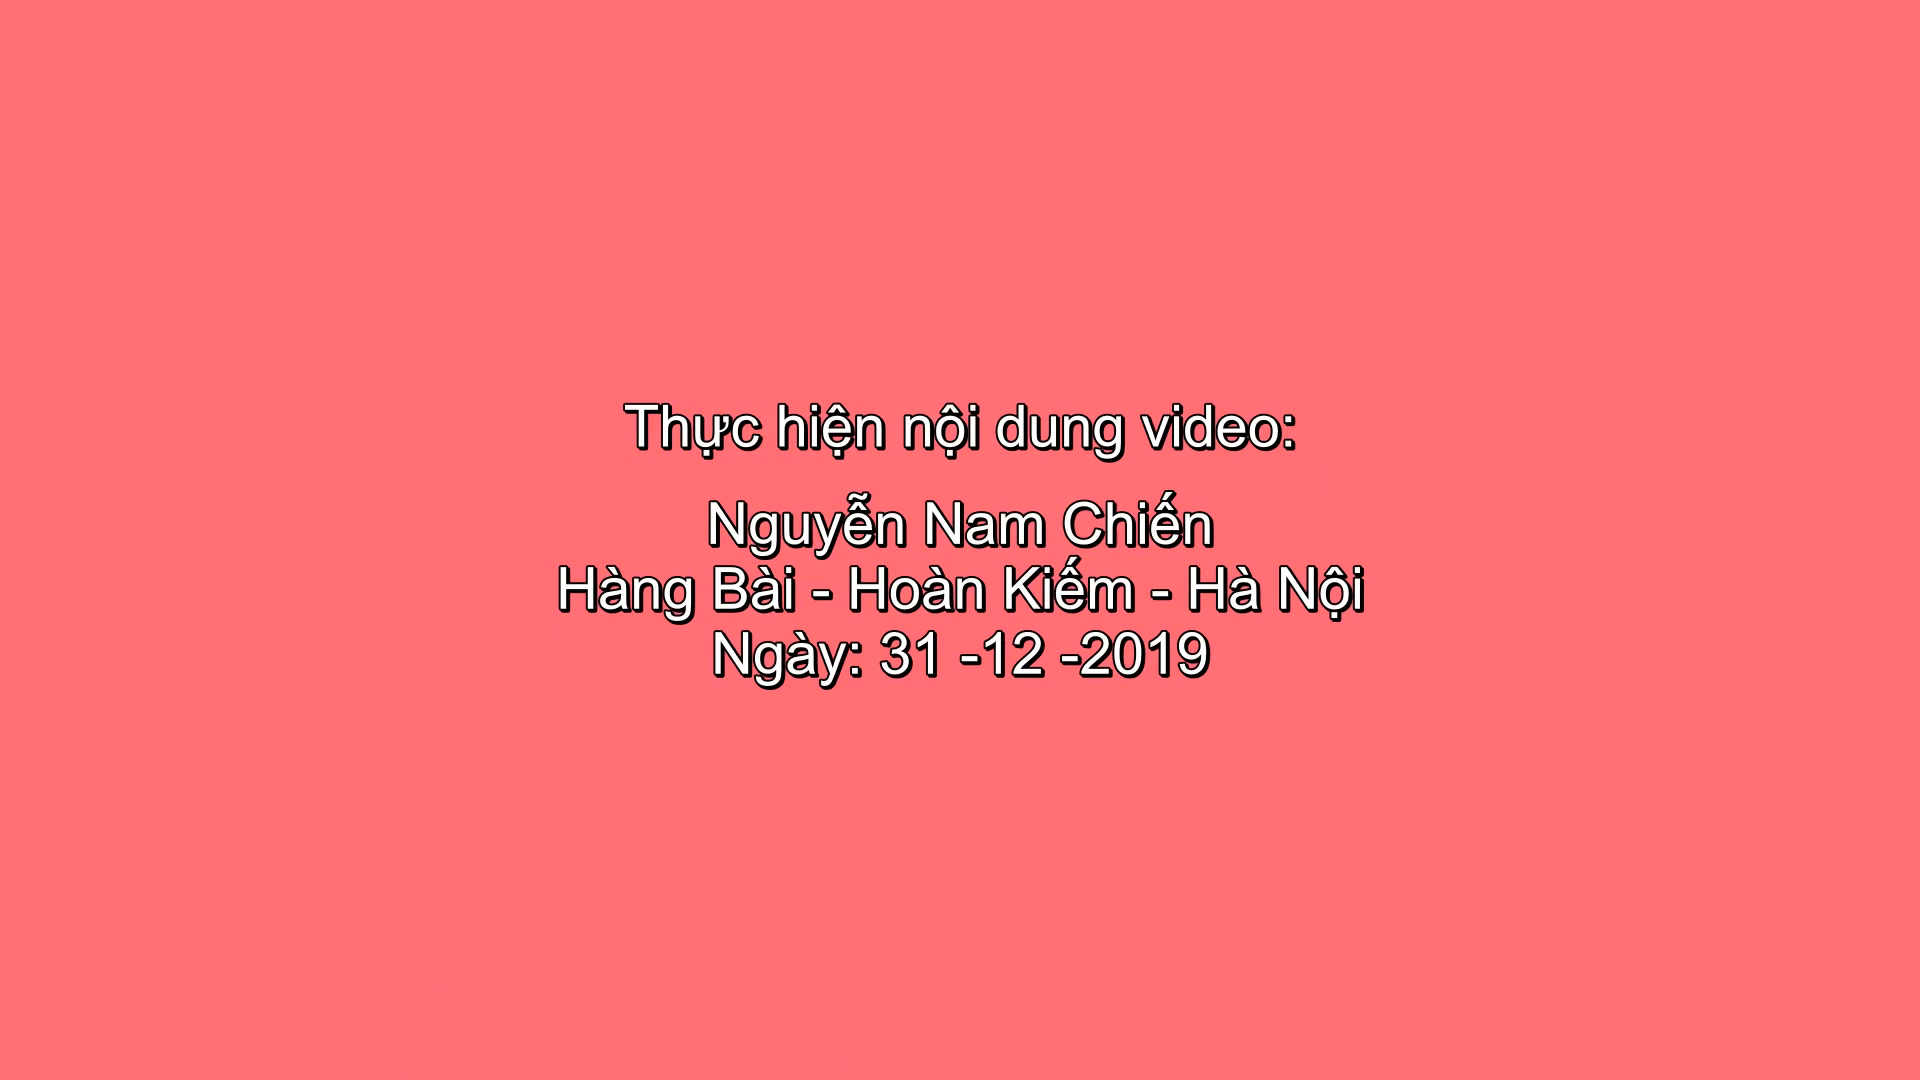 Thực hiện nội dung video:
Nguyễn Nam Chiến
Hàng Bài - Hoàn Kiếm - Hà Nội
Ngày: 31 -12 -2019